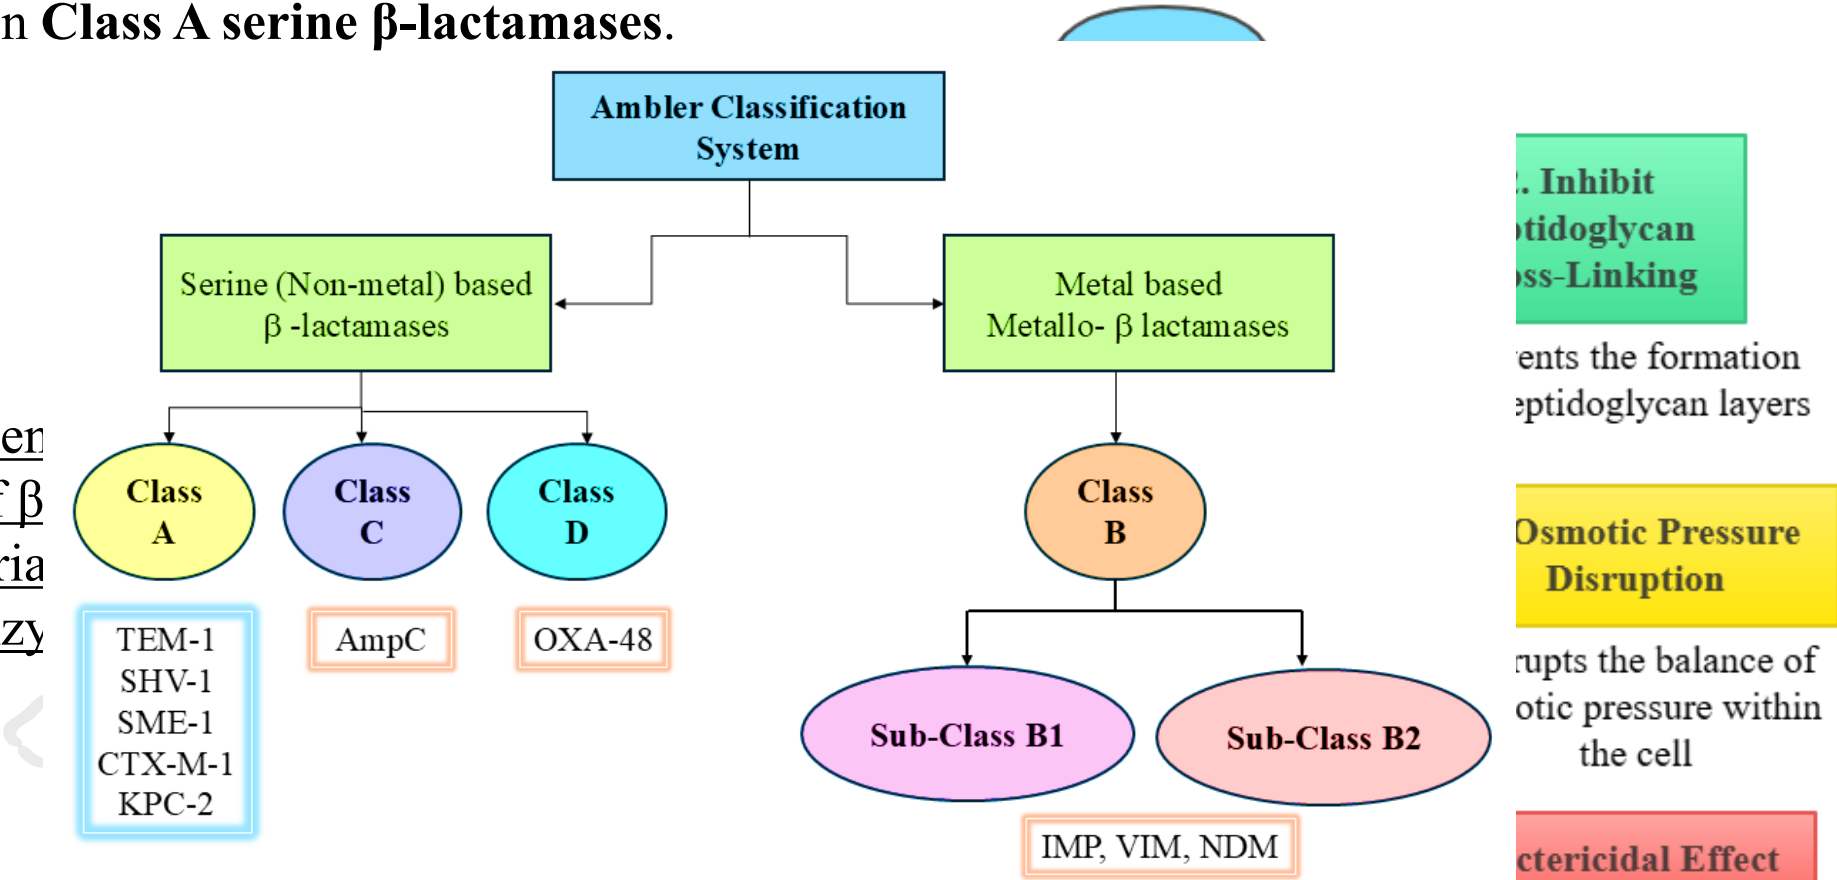 n Class A serine β-lactamases.
Ambler Classification
System
Serine (Non-metal) based
β -lactamases
Metal based
Metallo- β lactamases
Class
A
Class
C
Class
D
Class
B
TEM-1
SHV-1
SME-1
CTX-M-1
KPC-2
AmpC
OXA-48
Sub-Class B1
Sub-Class B2
IMP, VIM, NDM
en
f β
ria
zy
. Inhibit
tidoglycan
ss-Linking
ents the formation
eptidoglycan layers
Osmotic Pressure
Disruption
rupts the balance of
otic pressure within
the cell
ctericidal Effect